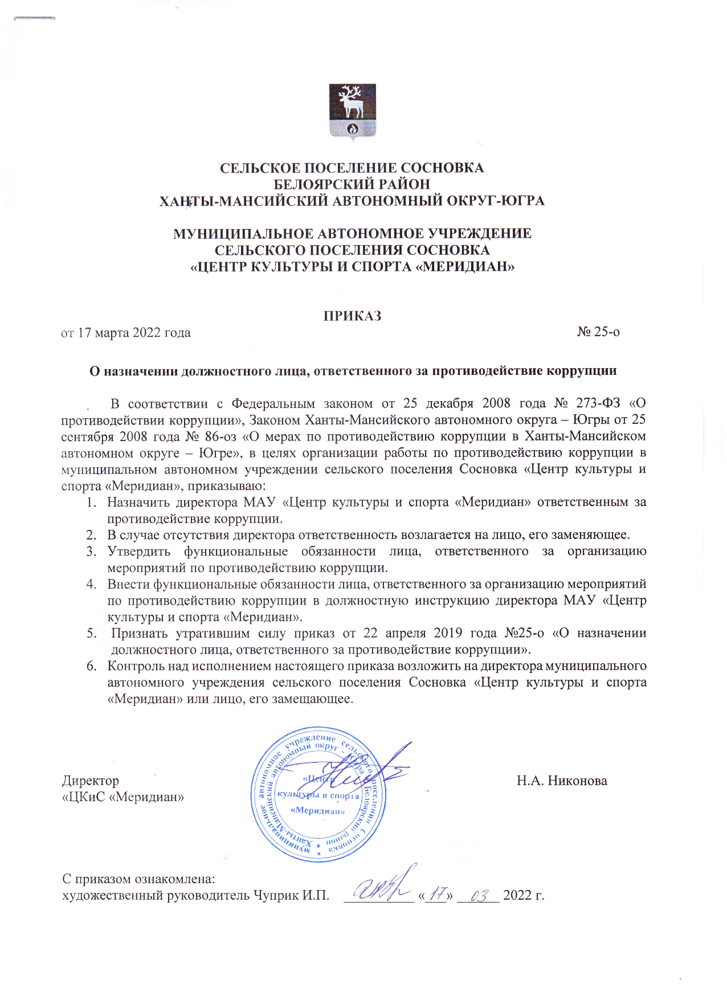 СЕЛЬСКОЕ ПОСЕЛЕНИЕ СОСНОВКА
БЕЛОЯРСКИЙ РАЙОН
ХАНТЫ-МАНСИЙСКИЙ АВТОНОМНЫЙ ОКРУГ-ЮГРА
МУНИЦИПАЛЬНОЕ АВТОНОМНОЕ УЧРЕЖДЕНИЕ
СЕЛЬСКОГО ПОСЕЛЕНИЯ СОСНОВКА
«ЦЕНТР КУЛЬТУРЫ И СПОРТА «МЕРИДИАН»
ПРИКАЗ
от 17 марта 2022 года № 25-о
О назначении должностного лица, ответственного за противодействие коррупции
В соответствии с Федеральным законом от 25 декабря 2008 года № 273-ФЗ «О
противодействии коррупции», Законом Ханты-Мансийского автономного округа – Югры от 25
сентября 2008 года № 86-оз «О мерах по противодействию коррупции в Ханты-Мансийском
автономном округе – Югре», в целях организации работы по противодействию коррупции в
муниципальном автономном учреждении сельского поселения Сосновка «Центр культуры и
спорта «Меридиан», приказываю:
1. Назначить директора МАУ «Центр культуры и спорта «Меридиан» ответственным за
противодействие коррупции.
2. В случае отсутствия директора ответственность возлагается на лицо, его заменяющее.
3. Утвердить функциональные обязанности лица, ответственного за организацию
мероприятий по противодействию коррупции.
4. Внести функциональные обязанности лица, ответственного за организацию мероприятий
по противодействию коррупции в должностную инструкцию директора МАУ «Центр
культуры и спорта «Меридиан».
5. Признать утратившим силу приказ от 22 апреля 2019 года №25-о «О назначении
должностного лица, ответственного за противодействие коррупции».
6. Контроль над исполнением настоящего приказа возложить на директора муниципального
автономного учреждения сельского поселения Сосновка «Центр культуры и спорта
«Меридиан» или лицо, его замещающее.
Муниципальное автономное учреждение сельского поселения Сосновка *
Ханты-Мансийский автономный округ - Югра Белоярский район *
«Центр
культуры и спорта
«Меридиан»
Директор Н.А. Никонова
«ЦКиС «Меридиан»
С приказом ознакомлена:
художественный руководитель Чуприк И.П. __________ «17» 03 2022 г.